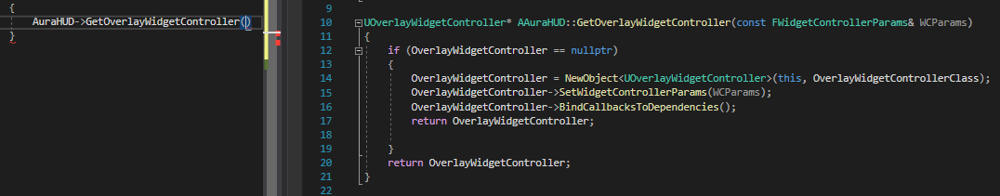 {
AuraHUD->GetOverlayWidgetController()
}
10 UOverlayWidgetController* AAuraHUD::GetOverlayWidgetController(const FWidgetControllerParams& WCParams)
11 {
12 if (OverlayWidgetController == nullptr)
13 {
14 OverlayWidgetController = NewObject<UOverlayWidgetController>(this, OverlayWidgetControllerClass);
15 OverlayWidgetController->SetWidgetControllerParams(WCParams);
16 OverlayWidgetController->BindCallbacksToDependencies();
17 return OverlayWidgetController;
18
19 }
20 return OverlayWidgetController;
21 }
22